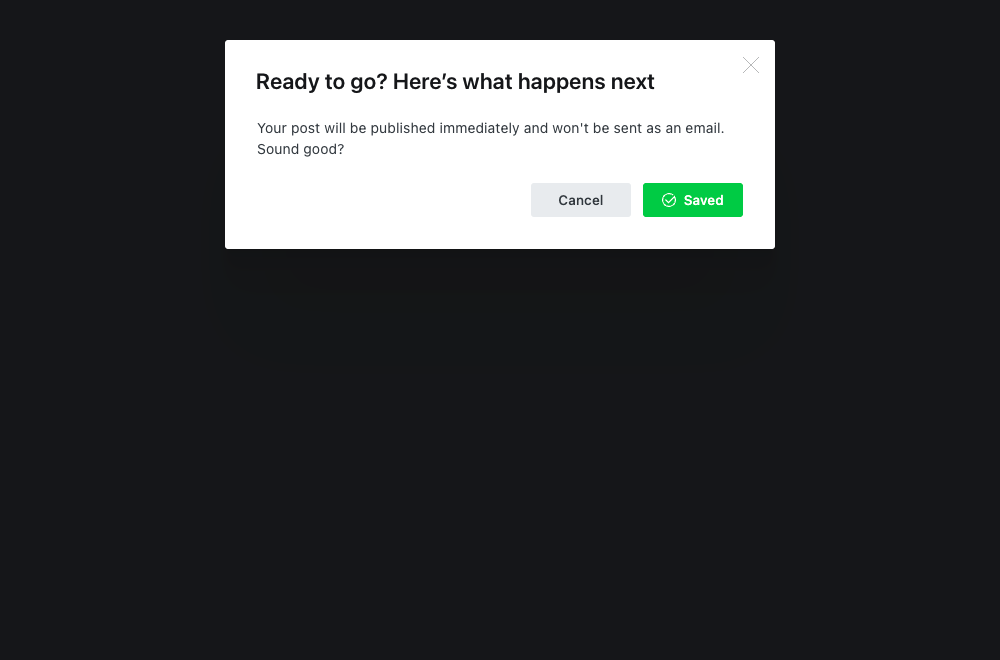 Ready to go? Here’s what happens next
Your post will be published immediately and won't be sent as an email.
Sound good?
Cancel
Saved